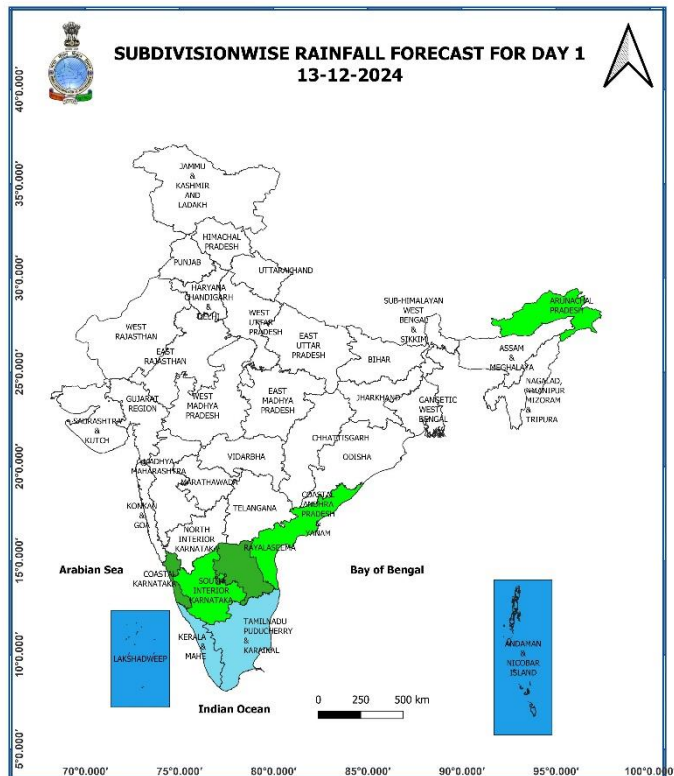 SUBDIVISIONWISE RAINFALL FORECAST FOR DAY 1
13-12-2024
40°0.000'
35°0.000'
30°0.000'
25°0.000'
20°0.000'
15°0.000'
10°0.000'
5°0.000'
JAMMU
&
KASHMIR
AND
LADAKH
HIMACHAL
PRADESH
PUNJAB
UTTARAKHAND
HARYANA
CHANDIGARH
&
DELHI
WEST
UTTAR
PRADESH
EAST
UTTAR
PRADESH
WEST
RAJASTHAN
EAST
RAJASTHAN
SUB-HIMALAYAN
WEST
BENGAL
&
SIKKIM
ARUNACHAL
PRADESH
ASSAM
&
MEGHALAYA
NAGALAD,
MANIPUR
MIZORAM
&
TRIPURA
BIHAR
JHARKHAND
GANGETIC
WEST
BENGAL
GUJARAT
REGION
SAURASHTRA
&
KUTCH
WEST
MADHYA
PRADESH
EAST
MADHYA
PRADESH
CHHATTISGARH
ODISHA
VIDARBHA
MADHYA
MAHARASHTRA
MARATHAWADA
KONKAN
&
GOA
TELANGANA
COASTAL
ANDHRA
PRADESH
&
YANAM
NORTH
INTERIOR
KARNATAKA
RAYALASEEMA
COASTAL
KARNATAKA
SOUTH
INTERIOR
KARNATAKA
KERALA
&
MAHE
TAMILNADU
PUDUCHERRY
&
KARAIKAL
Arabian Sea
Bay of Bengal
LAKSHADWEEP
ANDAMAN
&
NICOBAR
ISLAND
Indian Ocean
0 250 500 km
70°0.000' 75°0.000' 80°0.000' 85°0.000' 90°0.000' 95°0.000' 100°0.000'